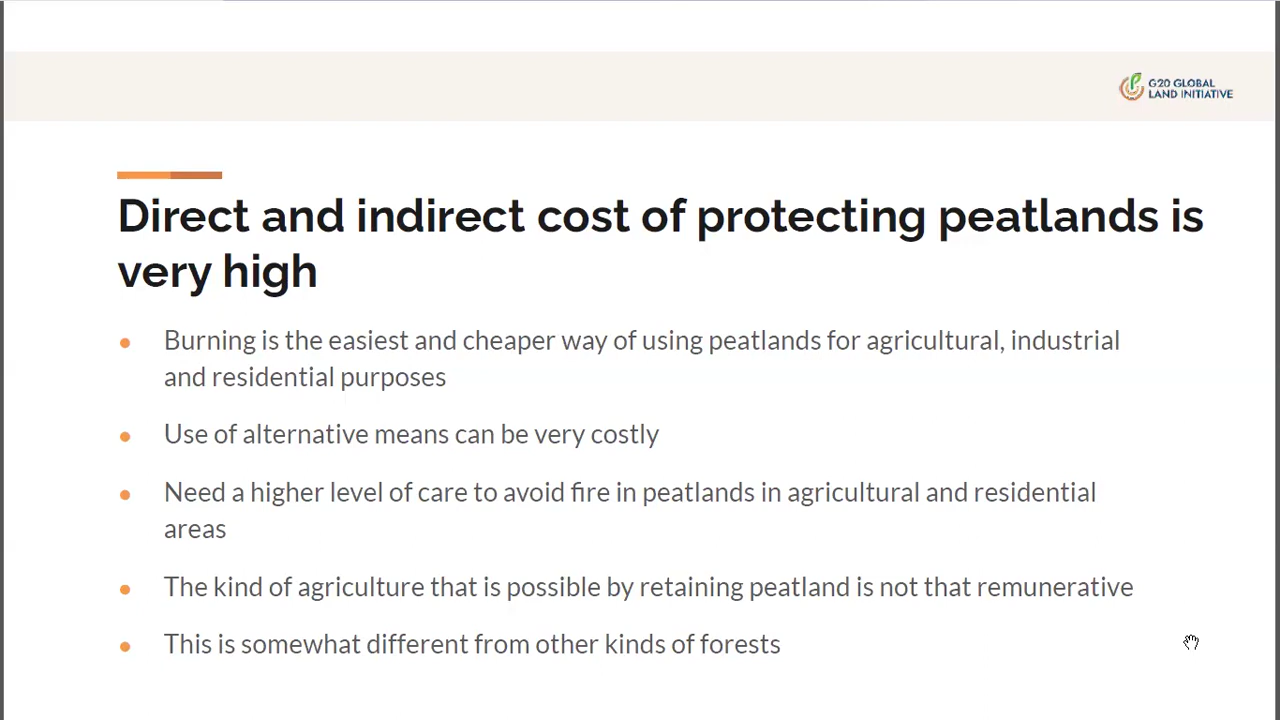 G20 GLOBAL
LAND INITIATIVE
Direct and indirect cost of protecting peatlands is
very high
● Burning is the easiest and cheaper way of using peatlands for agricultural, industrial
and residential purposes
● Use of alternative means can be very costly
● Need a higher level of care to avoid fire in peatlands in agricultural and residential
areas
● The kind of agriculture that is possible by retaining peatland is not that remunerative
● This is somewhat different from other kinds of forests